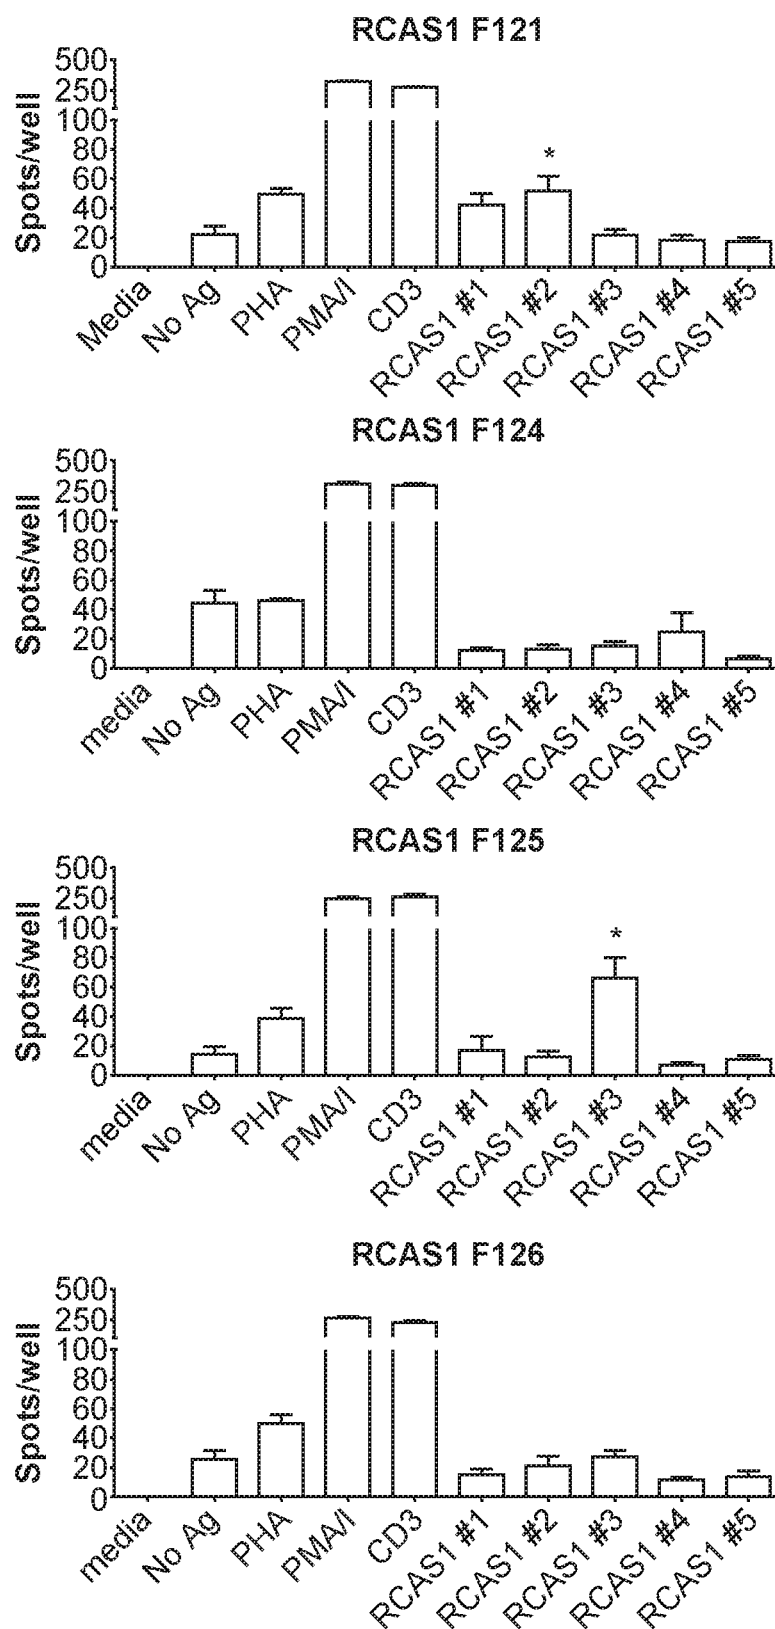 RCAS1 F121
Spots/well
500
250
100
80
60
40
20
0
*
Media No Ag PHA PMA/I CD3 RCAS1 #1 RCAS1 #2 RCAS1 #3 RCAS1 #4 RCAS1 #5
RCAS1 F124
Spots/well
500
250
100
80
60
40
20
0
media No Ag PHA PMA/I CD3 RCAS1 #1 RCAS1 #2 RCAS1 #3 RCAS1 #4 RCAS1 #5
RCAS1 F125
Spots/well
500
250
100
80
60
40
20
0
*
media No Ag PHA PMA/I CD3 RCAS1 #1 RCAS1 #2 RCAS1 #3 RCAS1 #4 RCAS1 #5
RCAS1 F126
Spots/well
500
250
100
80
60
40
20
0
media No Ag PHA PMA/I CD3 RCAS1 #1 RCAS1 #2 RCAS1 #3 RCAS1 #4 RCAS1 #5